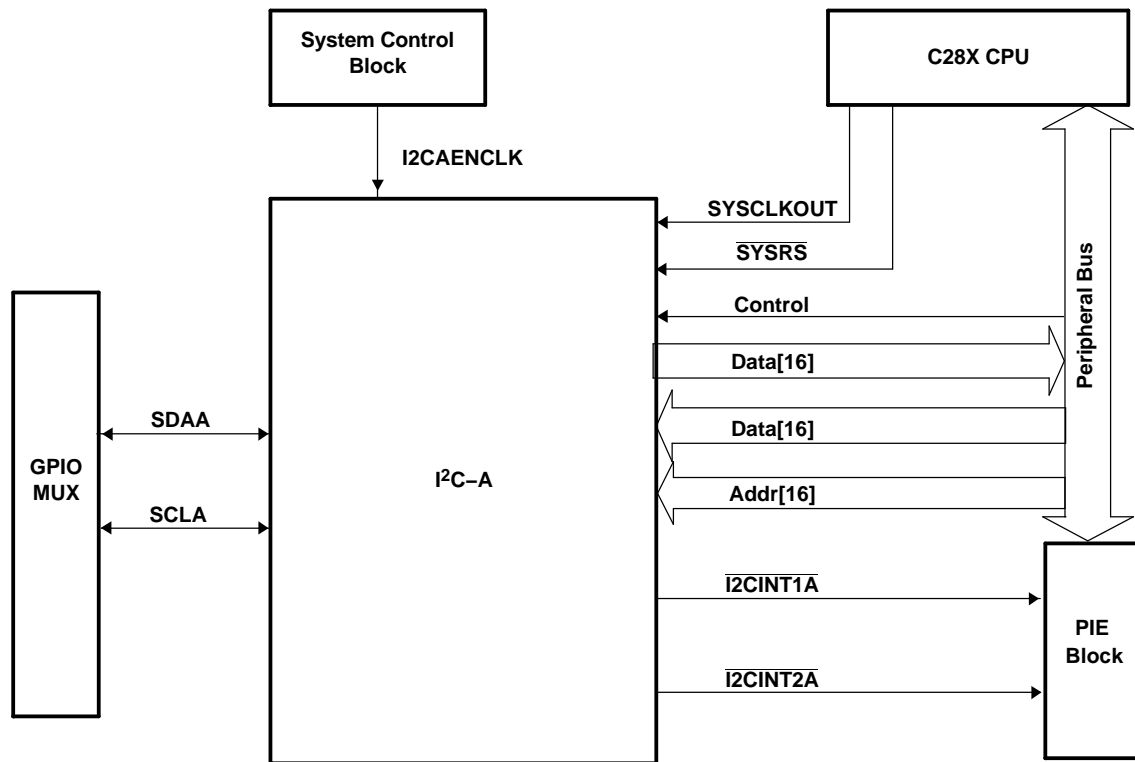 System Control
Block
C28X CPU
I2CAENCLK
SYSCLKOUT
SYSRS
Control
Data[16]
Data[16]
Addr[16]
Peripheral Bus
SDAA
SCLA
GPIO
MUX
I²C–A
I2CINT1A
I2CINT2A
PIE
Block